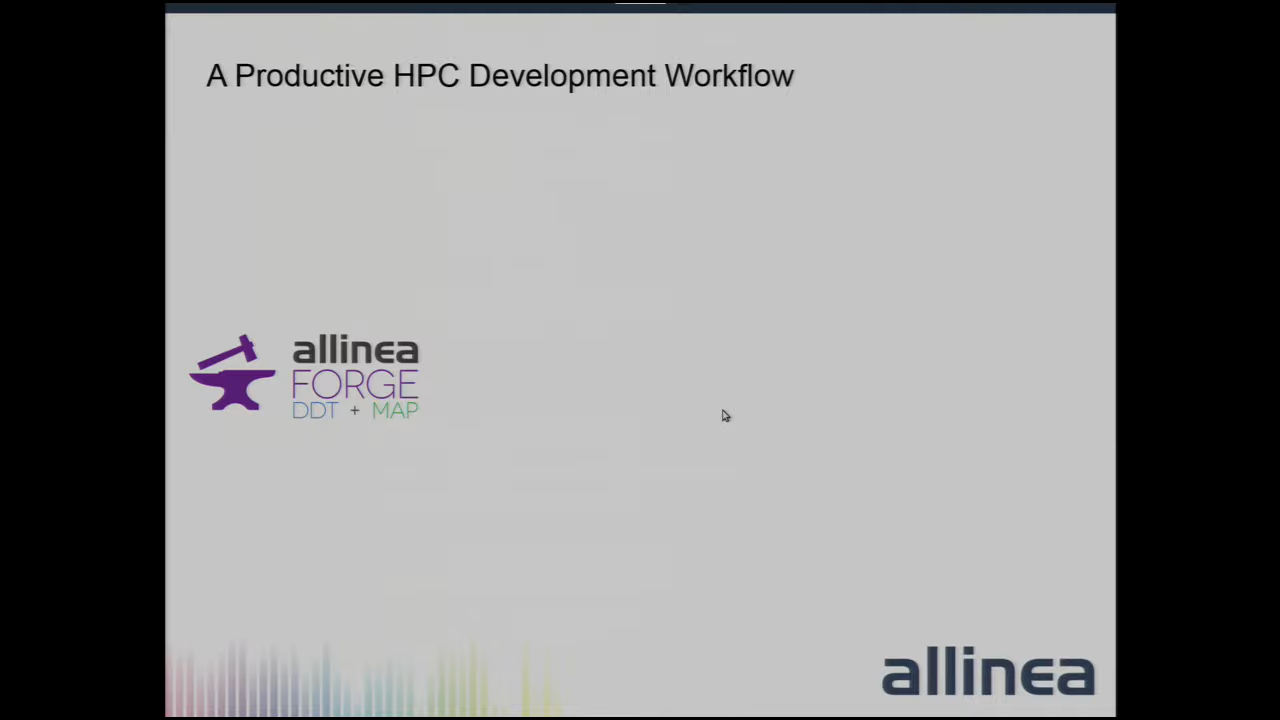 A Productive HPC Development Workflow
allinea
FORGE
DDT + MAP
allinea